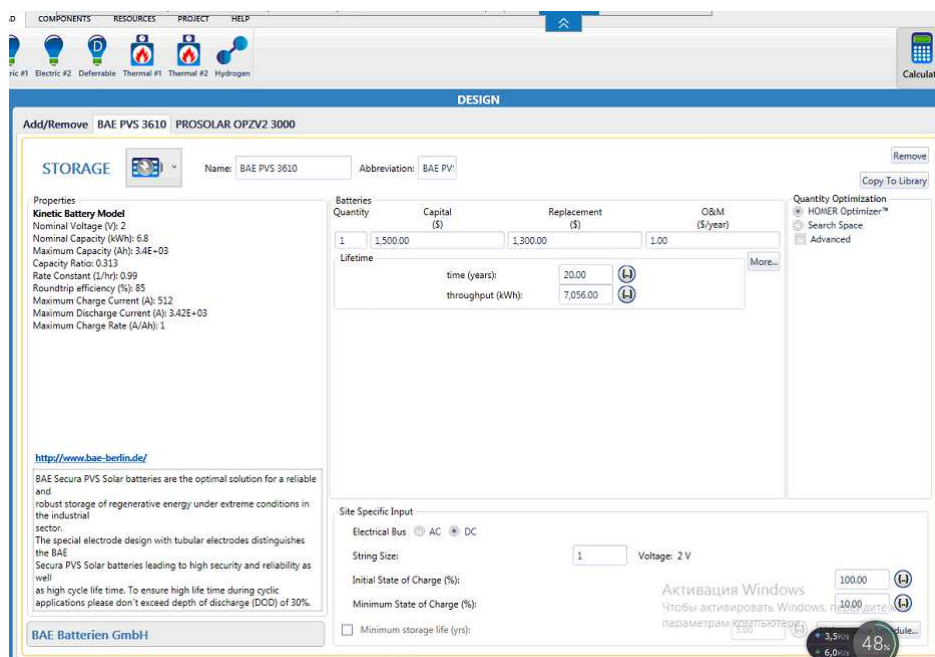 COMPONENTS RESOURCES PROJECT HELP
Electric #2 Deferrable Thermal #1 Thermal #2 Hydrogen
DESIGN
Add/Remove BAE PVS 3610 PROSOLAR OPZV2 3000
STORAGE
Name: BAE PVS 3610
Abbreviation: BAE PV
Remove
Copy To Library
Properties
Kinetic Battery Model
Nominal Voltage (V): 2
Nominal Capacity (kWh): 6.8
Maximum Capacity (Ah): 3.4E+03
Capacity Ratio: 0.313
Rate Constant (1/hr): 0.99
Roundtrip efficiency (%): 85
Maximum Charge Current (A): 512
Maximum Discharge Current (A): 3.42E+03
Maximum Charge Rate (A/Ah): 1
http://www.bae-berlin.de/
BAE Secura PVS Solar batteries are the optimal solution for a reliable
and
robust storage of regenerative energy under extreme conditions in
the industrial
sector.
The special electrode design with tubular electrodes distinguishes
the BAE
Secura PVS Solar batteries leading to high security and reliability as
well
as high cycle life time. To ensure high life time during cyclic
applications please don't exceed depth of discharge (DOD) of 30%.
BAE Batterien GmbH
Batteries
Quantity Capital Replacement O&M
($) ($) ($/year)
1 1,500.00 1,300.00 1.00
Lifetime
More...
time (years): 20.00
throughput (kWh): 7,056.00
Quantity Optimization
HOMER Optimizer™
Search Space
Advanced
Site Specific Input
Electrical Bus AC DC
String Size: 1 Voltage: 2 V
Initial State of Charge (%): 100.00
Minimum State of Charge (%): 10.00
Minimum storage life (yrs): 5.00
Активация Windows
Чтобы активировать Windows, перейдите к
параметрам компьютера.
3,5
6,0
48%